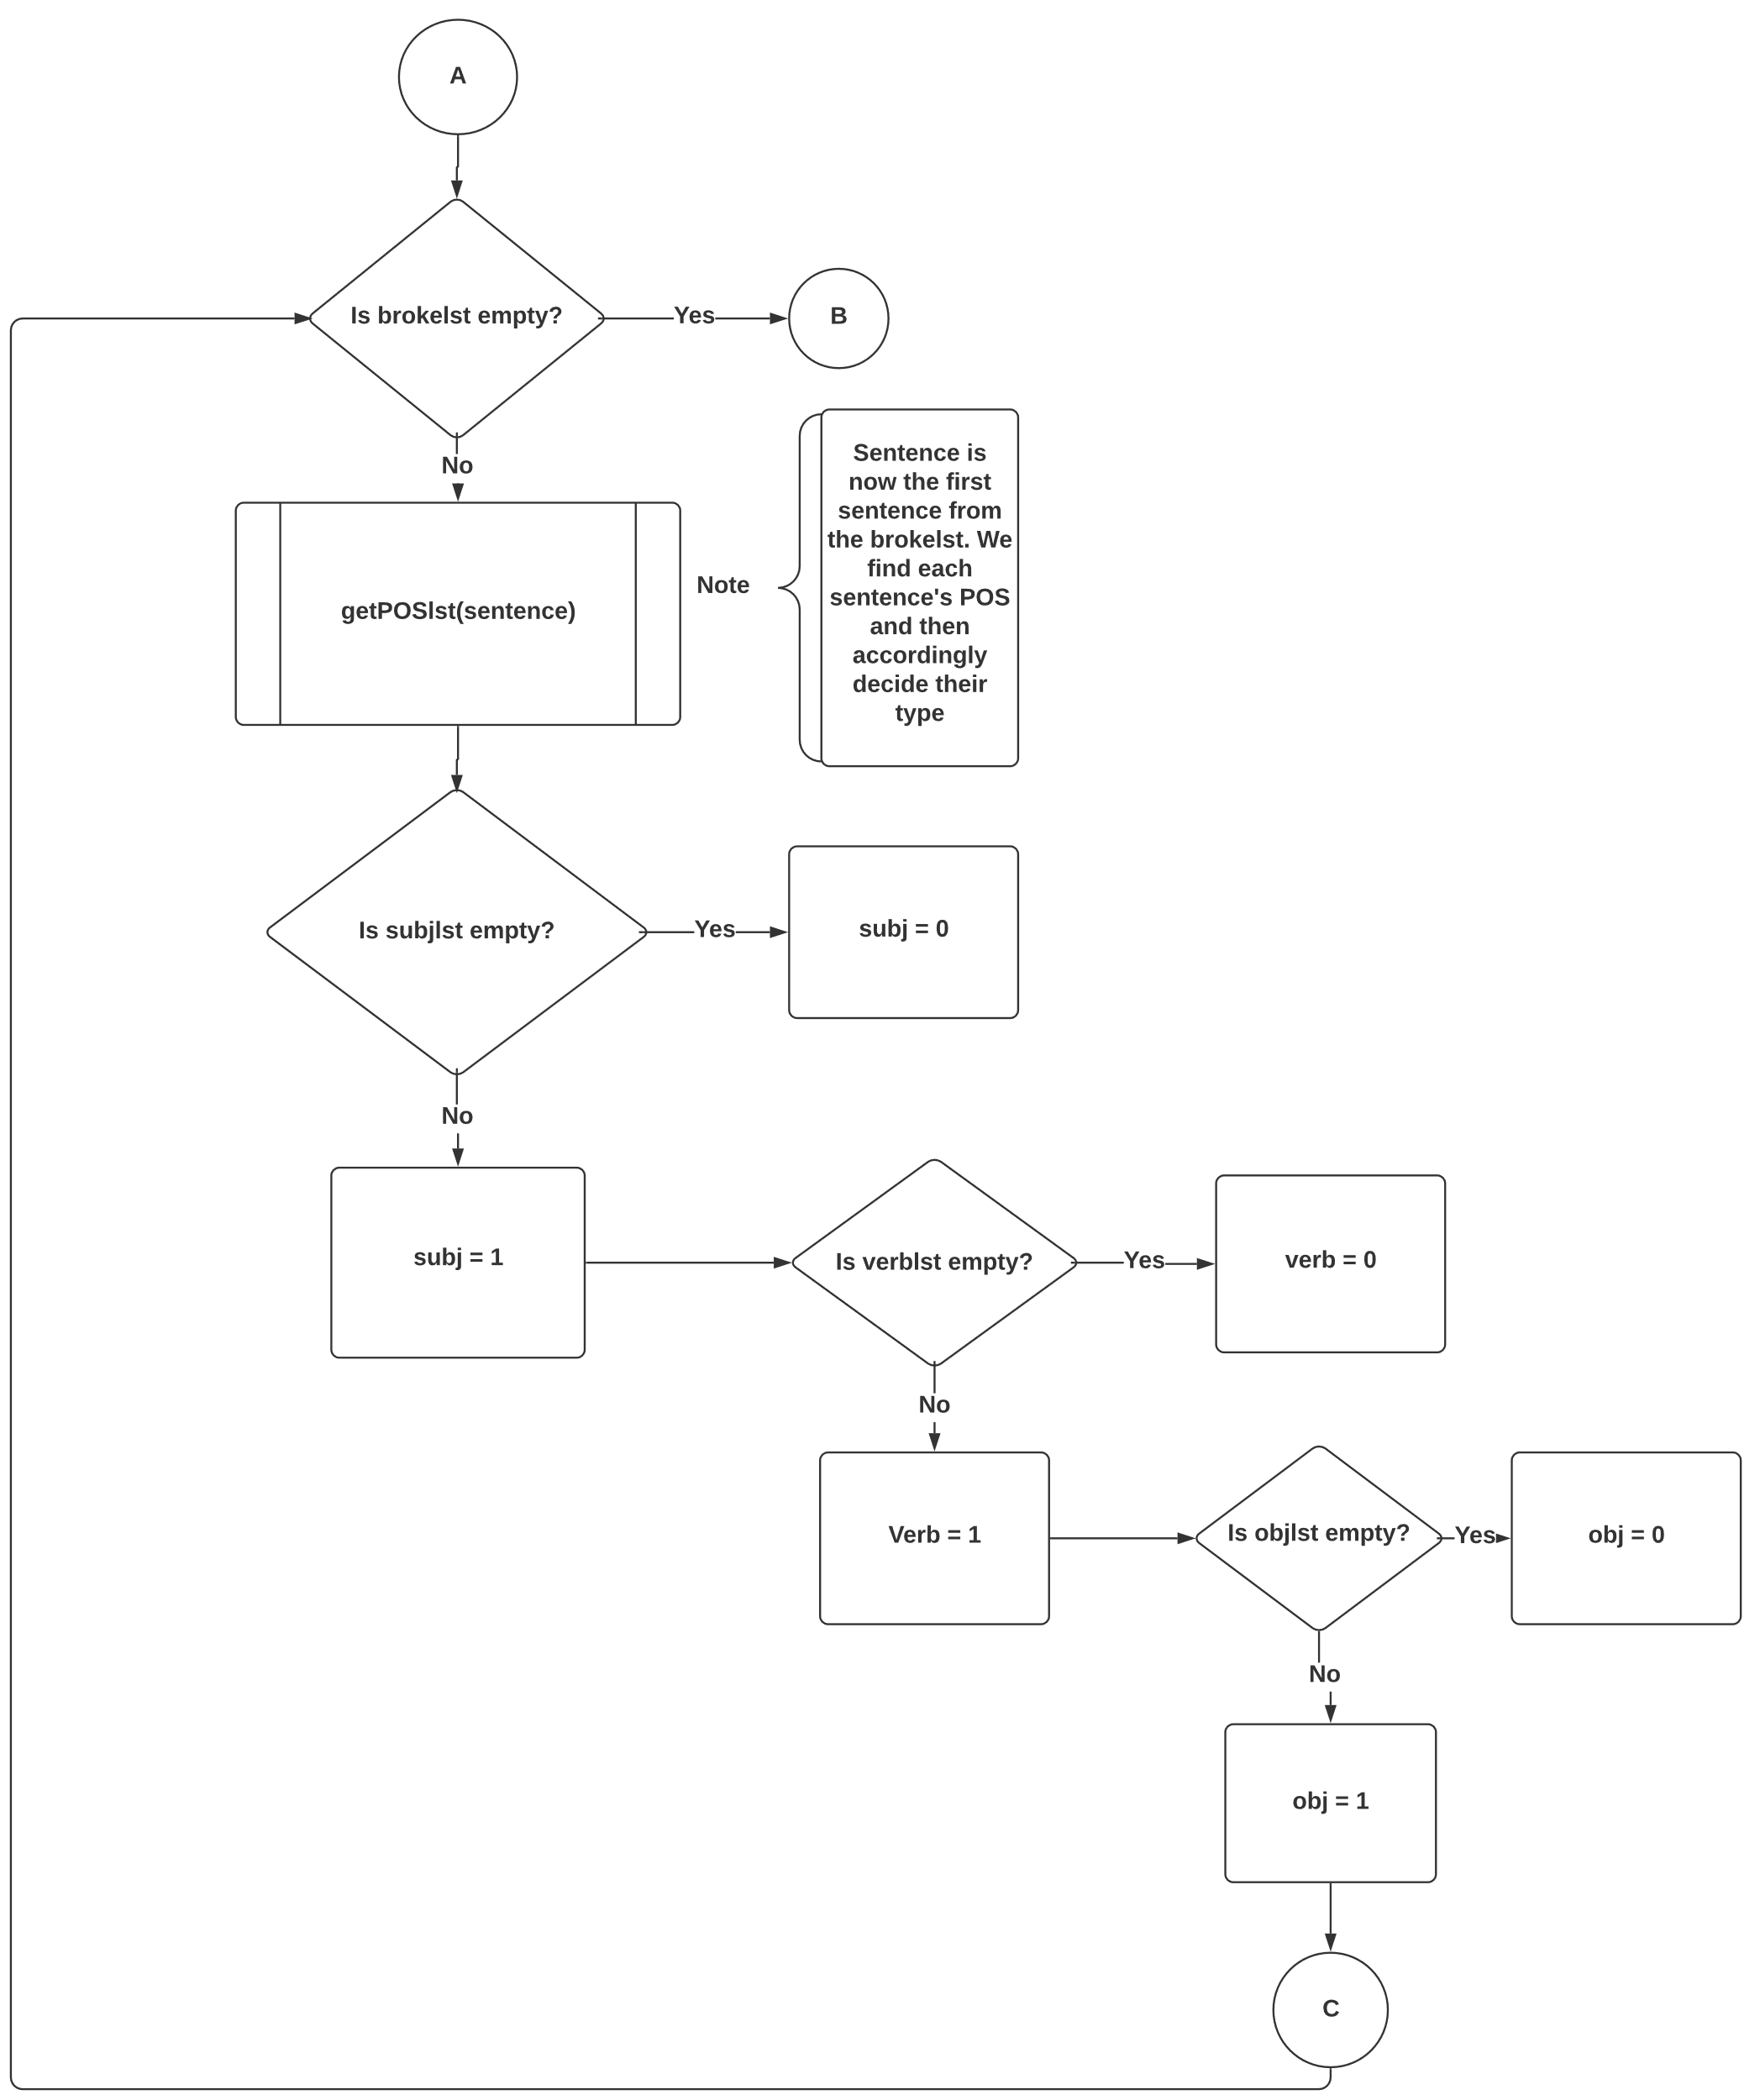 A
Is brokelst empty?
Yes
B
No
getPOSlst(sentence)
Note
Sentence is
now the first
sentence from
the brokelst. We
find each
sentence's POS
and then
accordingly
decide their
type
Is subjlst empty?
Yes
subj = 0
No
subj = 1
Is verblst empty?
Yes
verb = 0
No
Verb = 1
Is objlst empty?
Yes
obj = 0
No
obj = 1
C